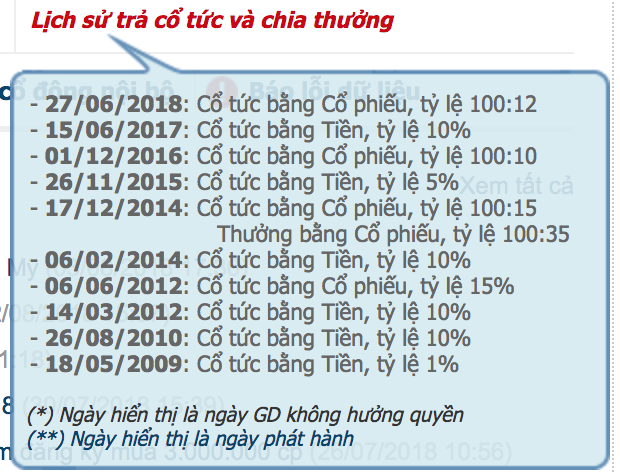 Lịch sử trả cổ tức và chia thưởng
cổ đông nội bộ
Báo lỗi dữ liệu
- 27/06/2018: Cổ tức bằng Cổ phiếu, tỷ lệ 100:12
- 15/06/2017: Cổ tức bằng Tiền, tỷ lệ 10%
- 01/12/2016: Cổ tức bằng Cổ phiếu, tỷ lệ 100:10
- 26/11/2015: Cổ tức bằng Tiền, tỷ lệ 5%
Xem tất cả
- 17/12/2014: Cổ tức bằng Cổ phiếu, tỷ lệ 100:15
Thưởng bằng Cổ phiếu, tỷ lệ 100:35
- 06/02/2014: Cổ tức bằng Tiền, tỷ lệ 10%
- 06/06/2012: Cổ tức bằng Cổ phiếu, tỷ lệ 15%
- 14/03/2012: Cổ tức bằng Tiền, tỷ lệ 10%
- 26/08/2010: Cổ tức bằng Tiền, tỷ lệ 10%
- 18/05/2009: Cổ tức bằng Tiền, tỷ lệ 1%
(*) Ngày hiển thị là ngày GD không hưởng quyền
(**) Ngày hiển thị là ngày phát hành
đăng ký mua 3.000.000 cp (26/07/2018 10:56)